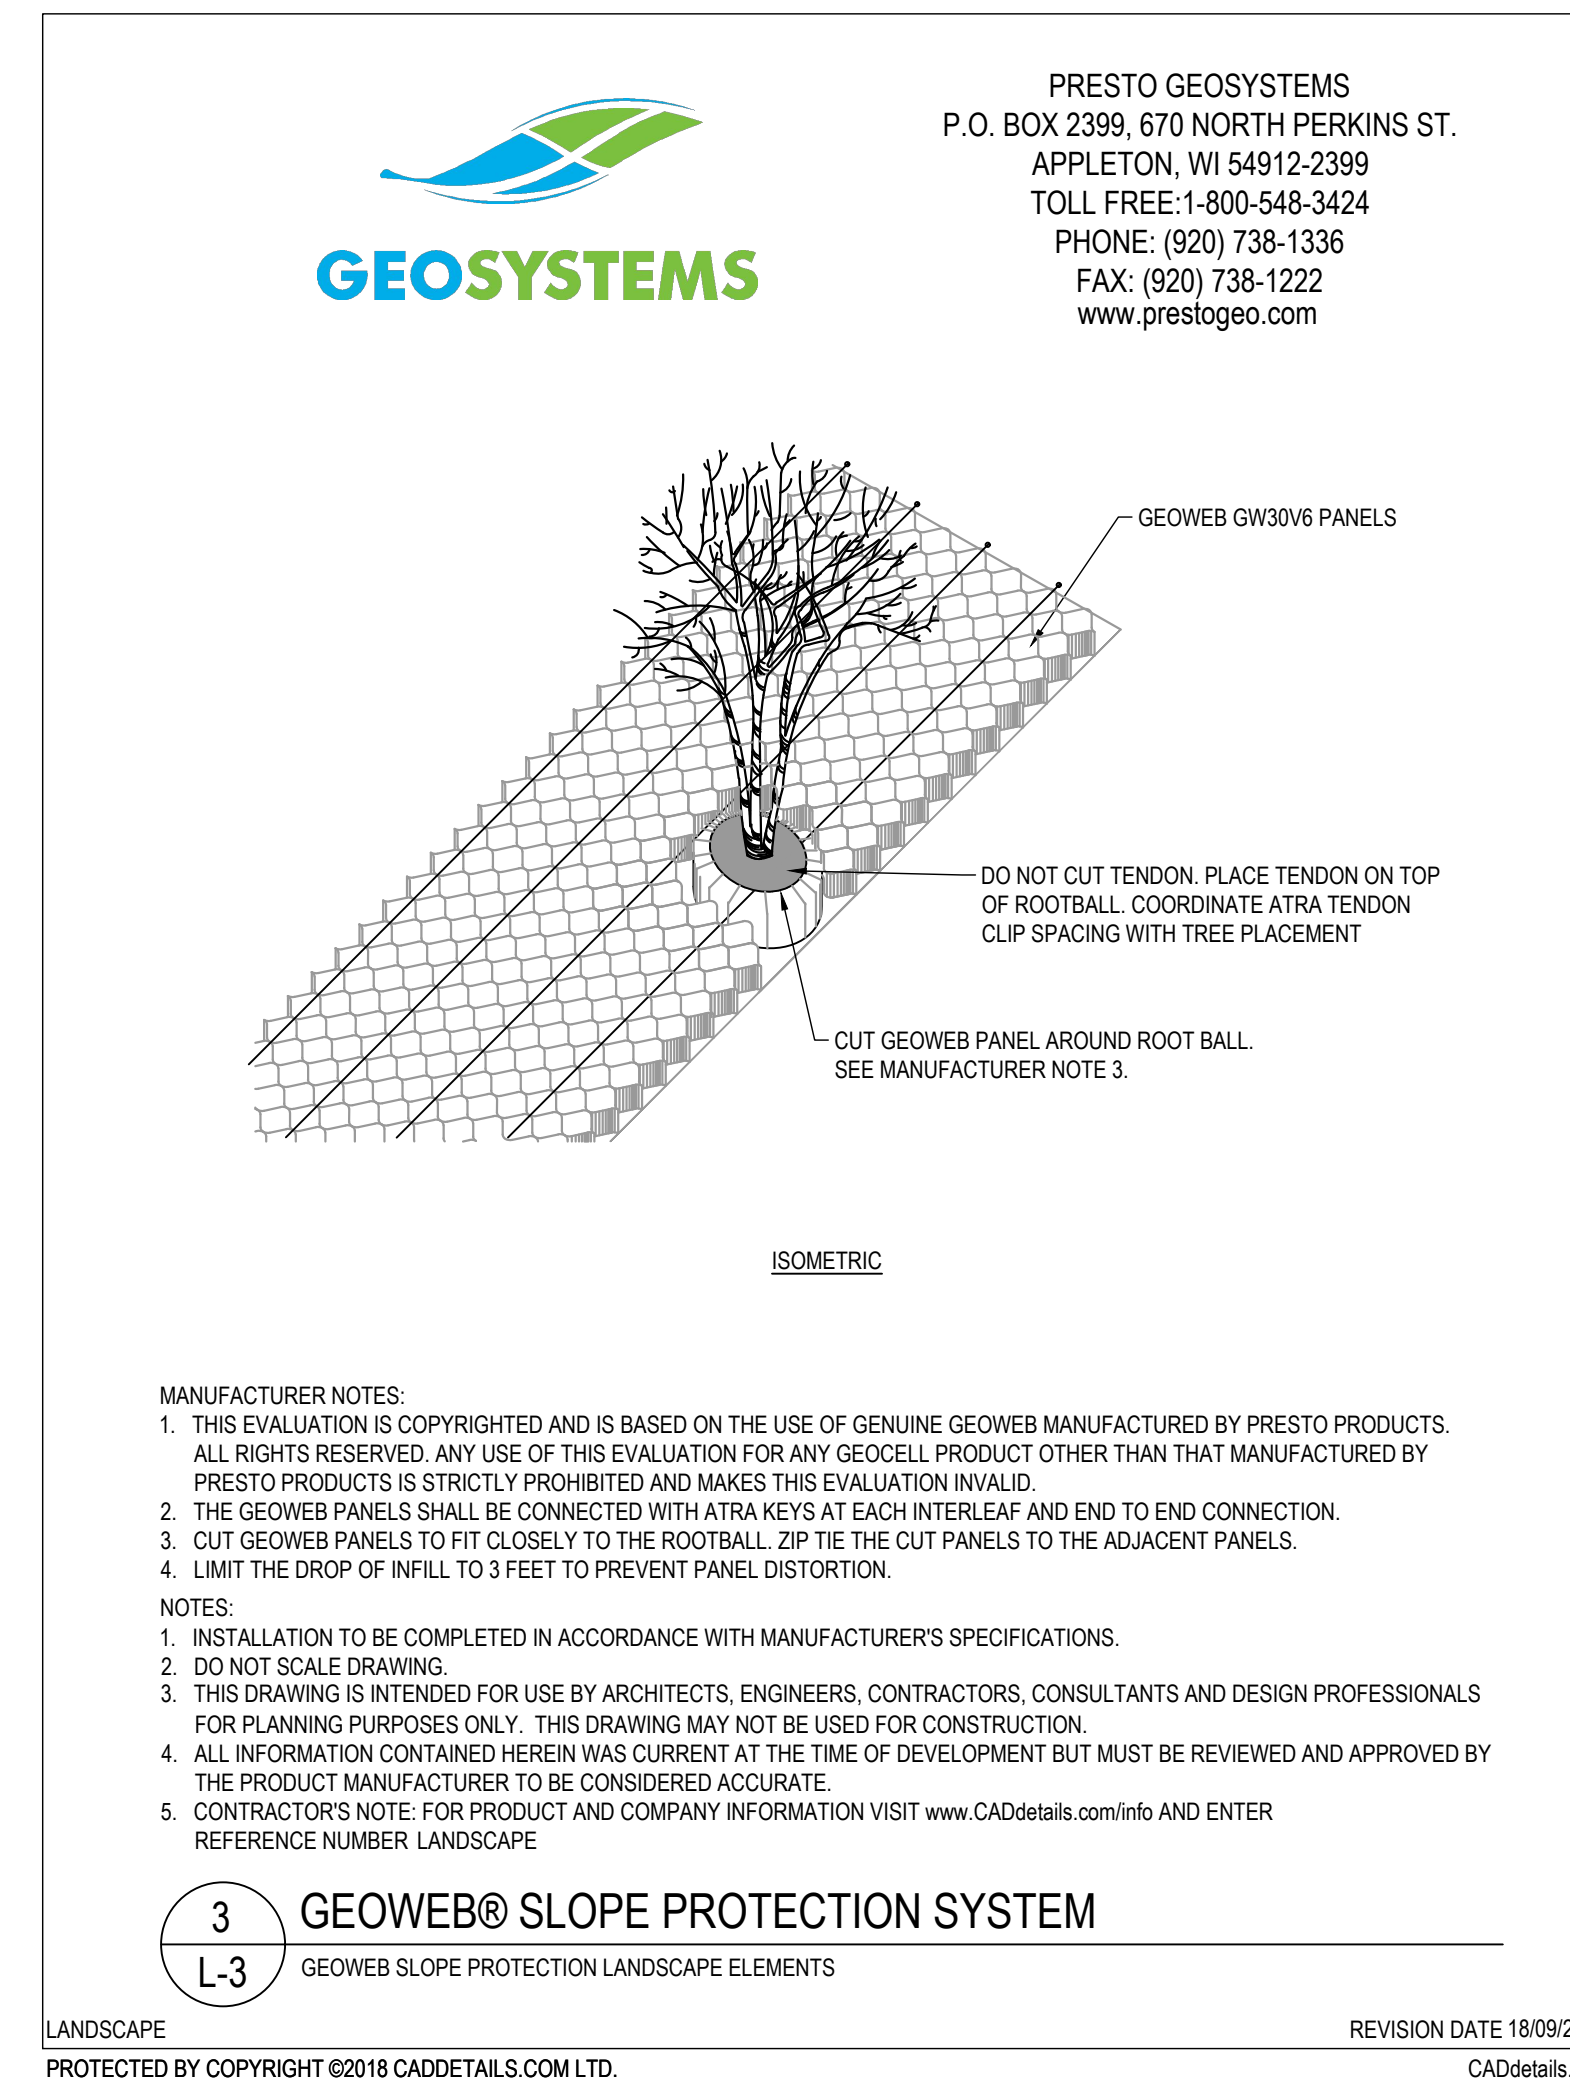 GEOSYSTEMS
PRESTO GEOSYSTEMS
P.O. BOX 2399, 670 NORTH PERKINS ST.
APPLETON, WI 54912-2399
TOLL FREE:1-800-548-3424
PHONE: (920) 738-1336
FAX: (920) 738-1222
www.prestogeo.com
GEOWEB GW30V6 PANELS
DO NOT CUT TENDON. PLACE TENDON ON TOP
OF ROOTBALL. COORDINATE ATRA TENDON
CLIP SPACING WITH TREE PLACEMENT
CUT GEOWEB PANEL AROUND ROOT BALL.
SEE MANUFACTURER NOTE 3.
ISOMETRIC
MANUFACTURER NOTES:
1. THIS EVALUATION IS COPYRIGHTED AND IS BASED ON THE USE OF GENUINE GEOWEB MANUFACTURED BY PRESTO PRODUCTS.
ALL RIGHTS RESERVED. ANY USE OF THIS EVALUATION FOR ANY GEOCELL PRODUCT OTHER THAN THAT MANUFACTURED BY
PRESTO PRODUCTS IS STRICTLY PROHIBITED AND MAKES THIS EVALUATION INVALID.
2. THE GEOWEB PANELS SHALL BE CONNECTED WITH ATRA KEYS AT EACH INTERLEAF AND END TO END CONNECTION.
3. CUT GEOWEB PANELS TO FIT CLOSELY TO THE ROOTBALL. ZIP TIE THE CUT PANELS TO THE ADJACENT PANELS.
4. LIMIT THE DROP OF INFILL TO 3 FEET TO PREVENT PANEL DISTORTION.
NOTES:
1. INSTALLATION TO BE COMPLETED IN ACCORDANCE WITH MANUFACTURER'S SPECIFICATIONS.
2. DO NOT SCALE DRAWING.
3. THIS DRAWING IS INTENDED FOR USE BY ARCHITECTS, ENGINEERS, CONTRACTORS, CONSULTANTS AND DESIGN PROFESSIONALS
FOR PLANNING PURPOSES ONLY. THIS DRAWING MAY NOT BE USED FOR CONSTRUCTION.
4. ALL INFORMATION CONTAINED HEREIN WAS CURRENT AT THE TIME OF DEVELOPMENT BUT MUST BE REVIEWED AND APPROVED BY
THE PRODUCT MANUFACTURER TO BE CONSIDERED ACCURATE.
5. CONTRACTOR'S NOTE: FOR PRODUCT AND COMPANY INFORMATION VISIT www.CADdetails.com/info AND ENTER
REFERENCE NUMBER LANDSCAPE
3
L-3
GEOWEB® SLOPE PROTECTION SYSTEM
GEOWEB SLOPE PROTECTION LANDSCAPE ELEMENTS
LANDSCAPE
REVISION DATE 18/09/2
PROTECTED BY COPYRIGHT ©2018 CADDETAILS.COM LTD.
CADdetails.